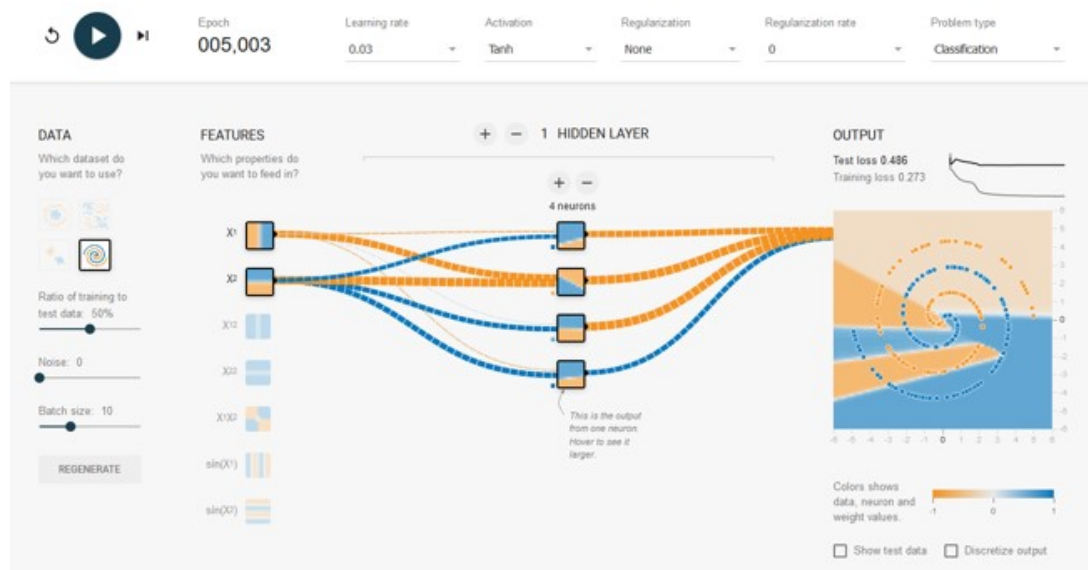 Epoch
005,003
Learning rate
0.03
Activation
Tanh
Regularization
None
Regularization rate
0
Problem type
Classification
DATA
Which dataset do
you want to use?
Ratio of training to
test data: 50%
Noise: 0
Batch size: 10
REGENERATE
FEATURES
Which properties do
you want to feed in?
X1
X2
X12
X22
X1X2
sin(X1)
sin(X2)
+ − 1 HIDDEN LAYER
+ −
4 neurons
This is the output
from one neuron.
Hover to see it
larger.
OUTPUT
Test loss 0.486
Training loss 0.273
6
5
4
3
2
1
0
-1
-2
-3
-4
-5
-6
-6 -5 -4 -3 -2 -1 0 1 2 3 4 5 6
Colors shows
data, neuron and
weight values.
-1 0 1
Show test data
Discretize output